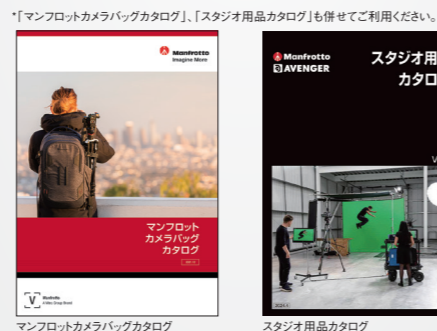 *「マンフロットカメラバッグカタログ」、「スタジオ用品カタログ」も併せてご利用ください。
Manfrotto
Imagine More
マンフロット
カメラバッグ
カタログ
Manfrotto
A Vitec Group Brand
マンフロットカメラバッグカタログ
Manfrotto
AVENGER
スタジオ用
カタロ
V
スタジオ用品カタログ